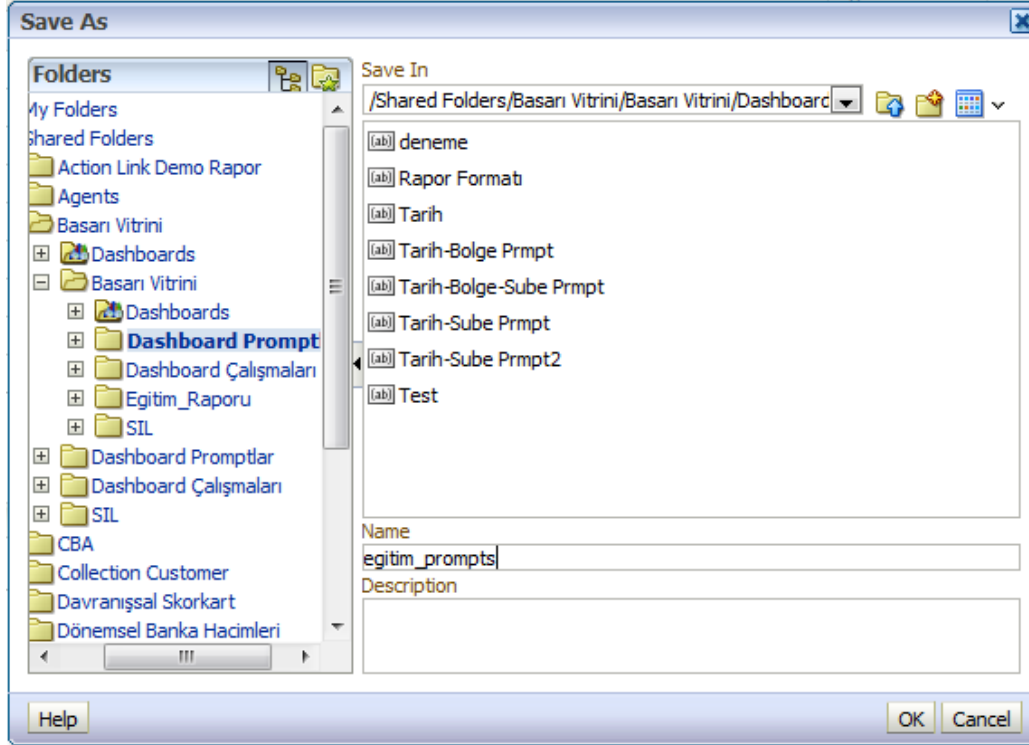 Save As
Folders
My Folders
Shared Folders
Action Link Demo Rapor
Agents
Basarı Vitrini
Dashboards
Basarı Vitrini
Dashboards
Dashboard Prompt
Dashboard Çalışmaları
Egitim_Raporu
SIL
Dashboard Promptlar
Dashboard Çalışmaları
SIL
CBA
Collection Customer
Davranışsal Skorkart
Dönemsel Banka Hacimleri
Save In
/Shared Folders/Basarı Vitrini/Basarı Vitrini/Dashboard
deneme
Rapor Formatı
Tarih
Tarih-Bolge Prmpt
Tarih-Bolge-Sube Prmpt
Tarih-Sube Prmpt
Tarih-Sube Prmpt2
Test
Name
egitim_prompts
Description
Help
OK
Cancel